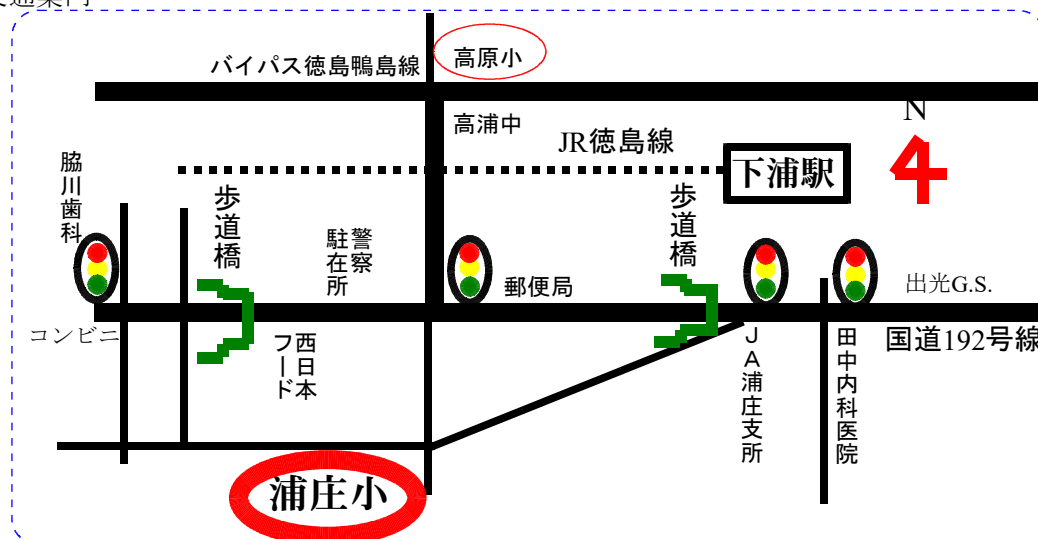 交通案内
バイパス徳島鴨島線
高原小
高浦中
N
JR徳島線
下浦駅
脇川歯科
歩道橋
警察
駐在所
歩道橋
郵便局
出光G.S.
コンビニ
国道192号線
西日本
フード
JA浦庄支所
田中内科医院
浦庄小